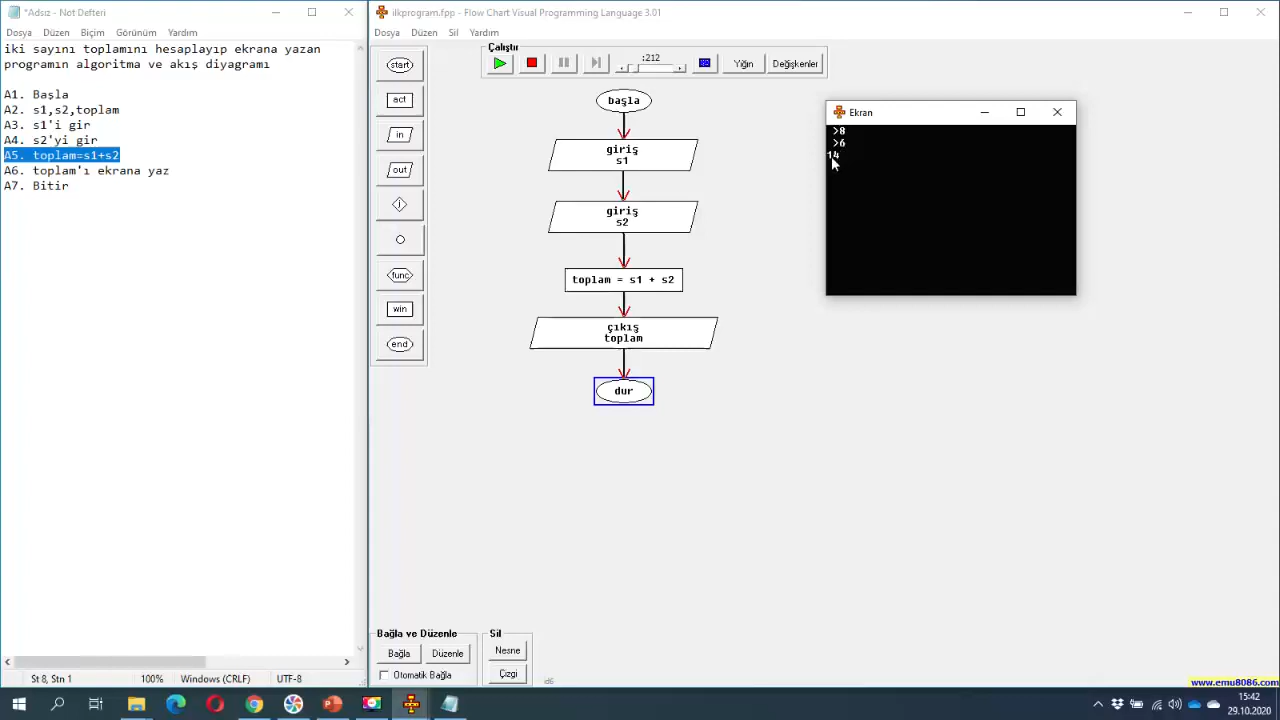 *Adsız - Not Defteri
Dosya Düzen Biçim Görünüm Yardım
iki sayını toplamını hesaplayıp ekrana yazan
programın algoritma ve akış diyagramı
A1. Başla
A2. s1,s2,toplam
A3. s1'i gir
A4. s2'yi gir
A5. toplam=s1+s2
A6. toplam'ı ekrana yaz
A7. Bitir
St 8, Stn 1 100% Windows (CRLF) UTF-8
ilkprogram.fpp - Flow Chart Visual Programming Language 3.01
Dosya Düzen Sil Yardım
Çalıştır
:212
Yığın
Değişkenler
start
act
in
out
func
win
end
başla
giriş
s1
giriş
s2
toplam = s1 + s2
çıkış
toplam
dur
Ekran
>8
>6
14
Bağla ve Düzenle
Bağla
Düzenle
Otomatik Bağla
Sil
Nesne
Çizgi
d6
www.emu8086.com
15:42
29.10.2020